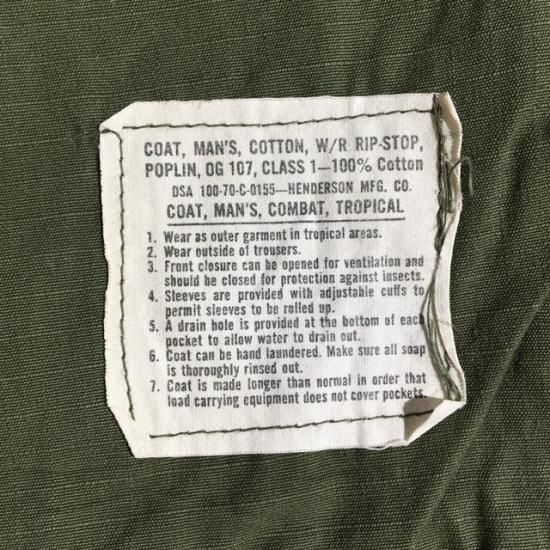 COAT, MAN'S, COTTON, W/R RIP-STOP,
POPLIN, OG 107, CLASS 1—100% Cotton
DSA 100-70-C-0155—HENDERSON MFG. CO.
COAT, MAN'S, COMBAT, TROPICAL
1. Wear as outer garment in tropical areas.
2. Wear outside of trousers.
3. Front closure can be opened for ventilation and
should be closed for protection against insects.
4. Sleeves are provided with adjustable cuffs to
permit sleeves to be rolled up.
5. A drain hole is provided at the bottom of each
pocket to allow water to drain out.
6. Coat can be hand laundered. Make sure all soap
is thoroughly rinsed out.
7. Coat is made longer than normal in order that
load carrying equipment does not cover pockets.